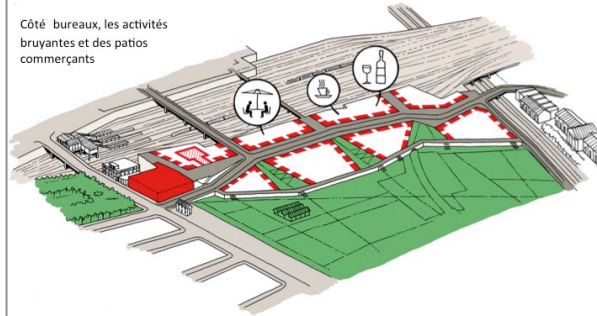 Côté bureaux, les activités
bruyantes et des patios
commerçants